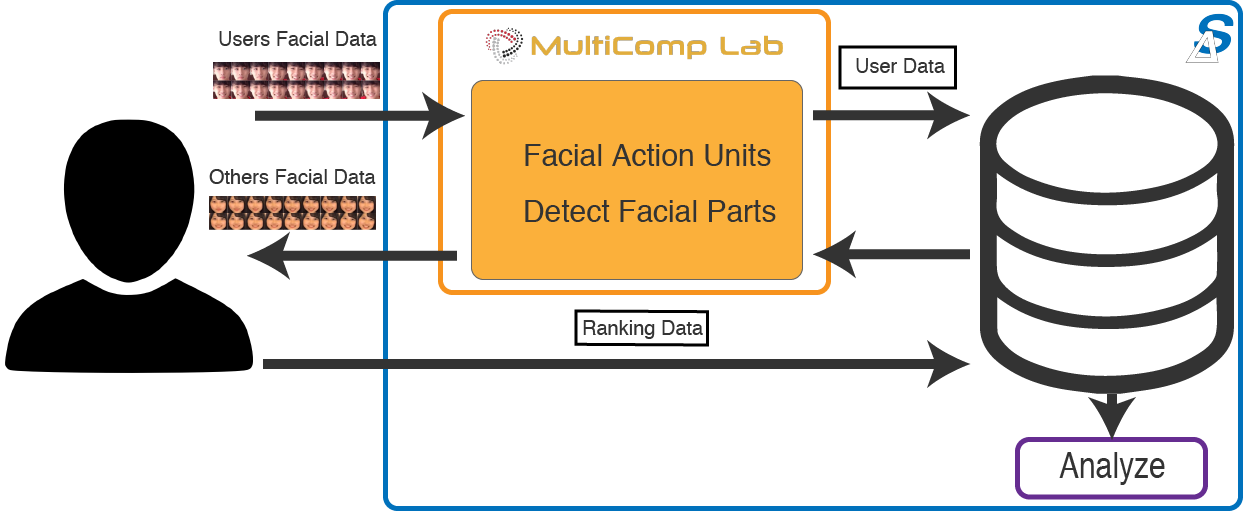 Users Facial Data
MultiComp Lab
User Data
Facial Action Units
Detect Facial Parts
Others Facial Data
Ranking Data
Analyze